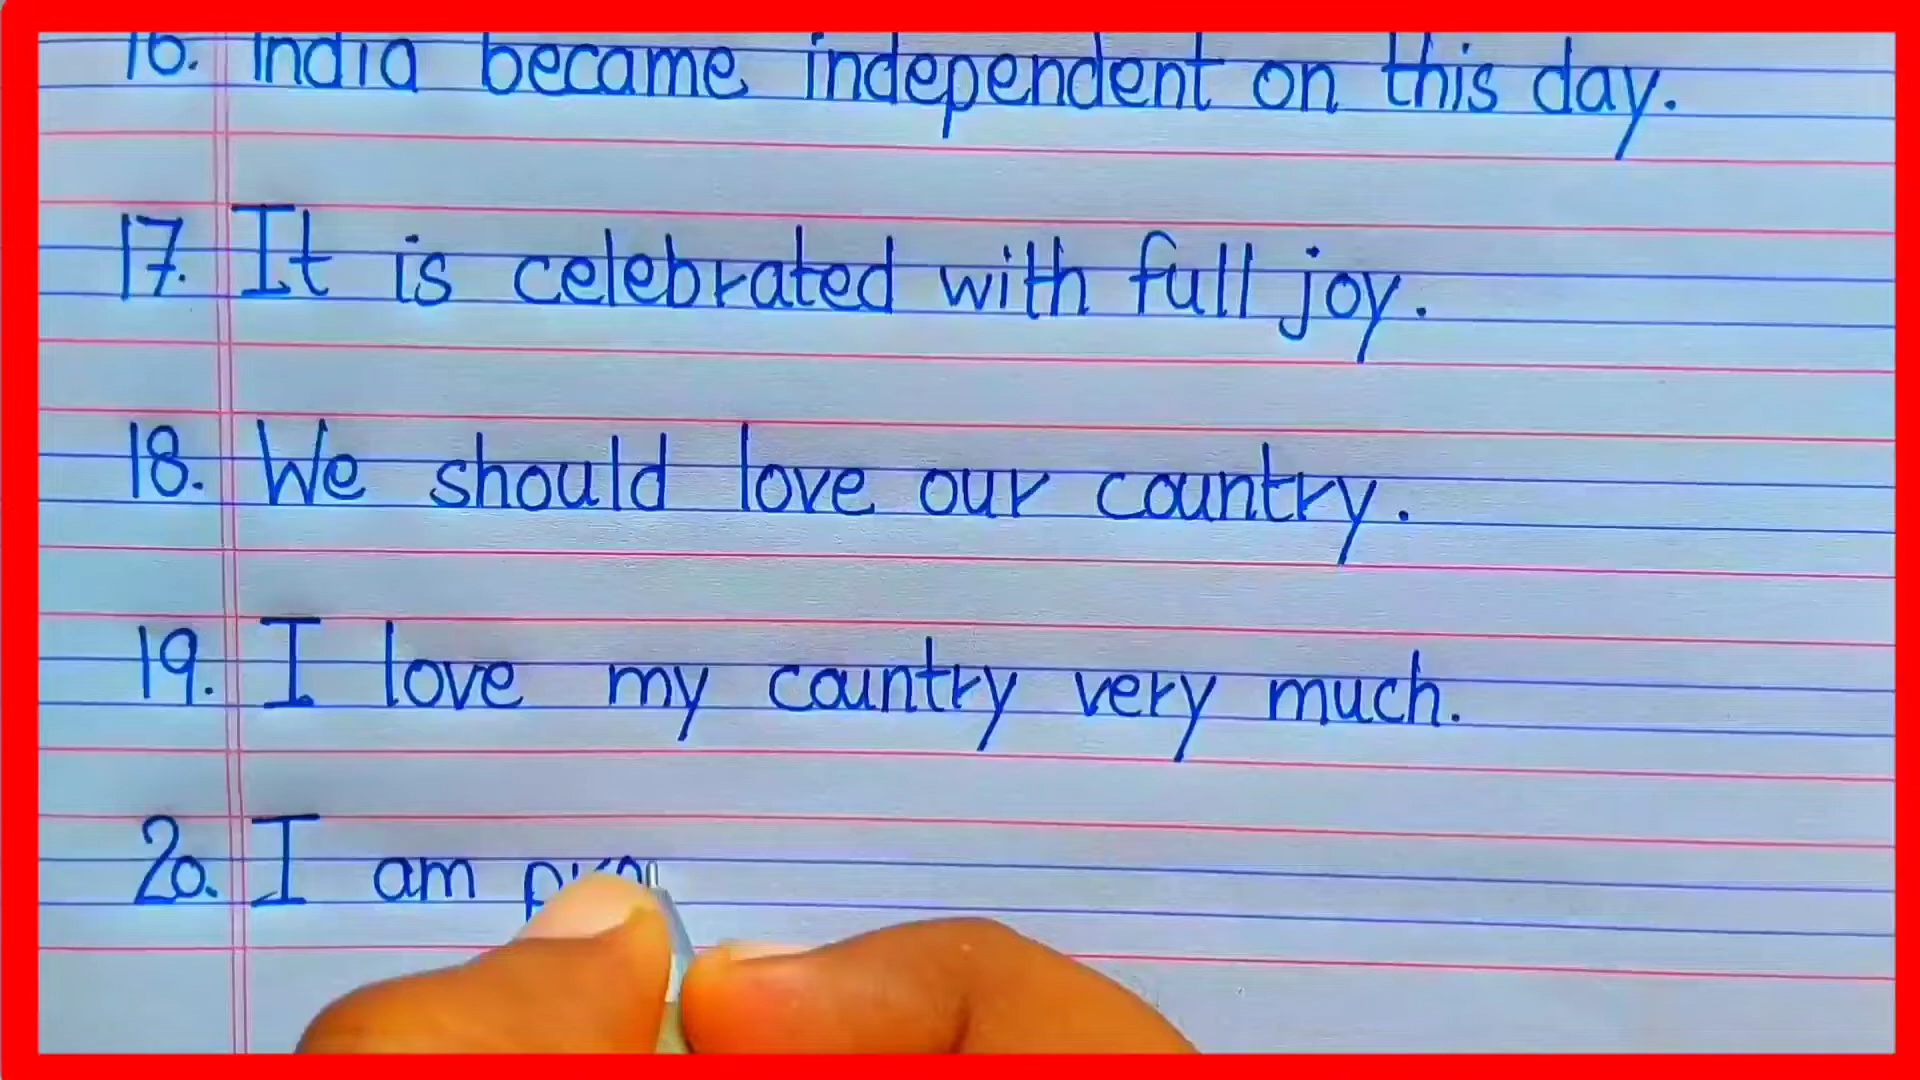 16. India became independent on this day.
17. It is celebrated with full joy.
18. We should love our country.
19. I love my country very much.
20. I am